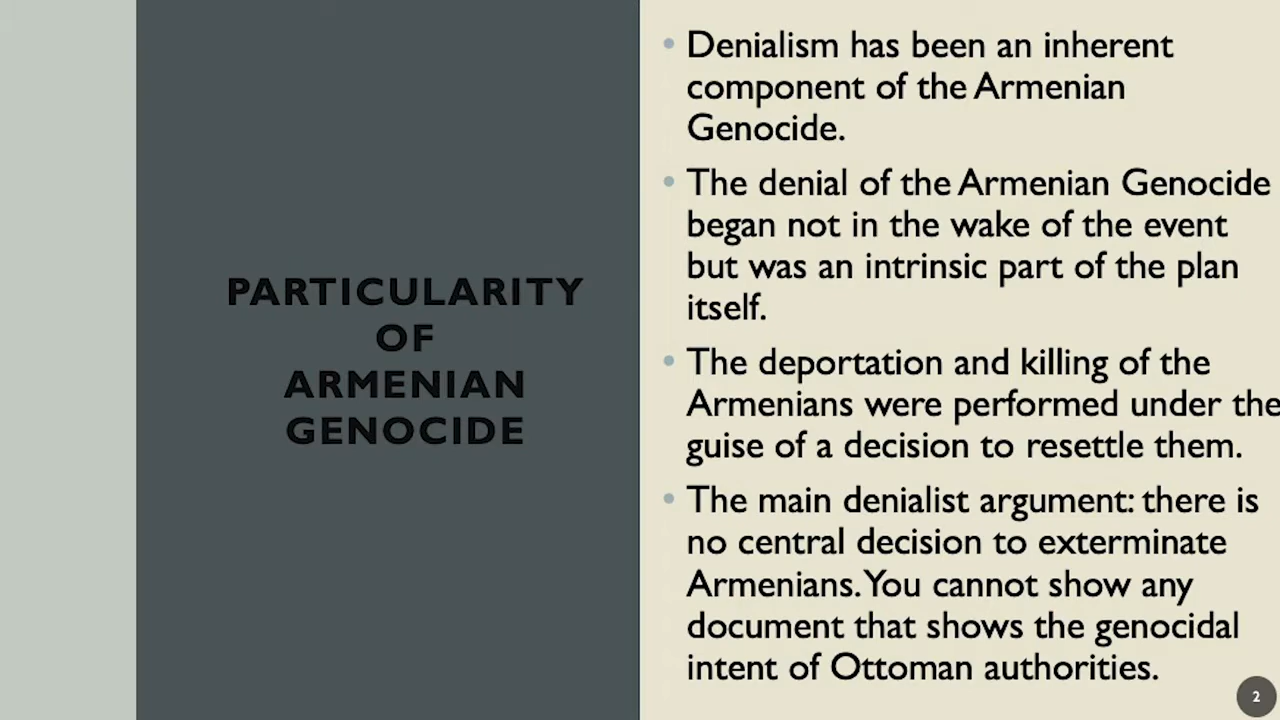 PARTICULARITY
OF
ARMENIAN
GENOCIDE
• Denialism has been an inherent
component of the Armenian
Genocide.
• The denial of the Armenian Genocide
began not in the wake of the event
but was an intrinsic part of the plan
itself.
• The deportation and killing of the
Armenians were performed under the
guise of a decision to resettle them.
• The main denialist argument: there is
no central decision to exterminate
Armenians. You cannot show any
document that shows the genocidal
intent of Ottoman authorities.
2